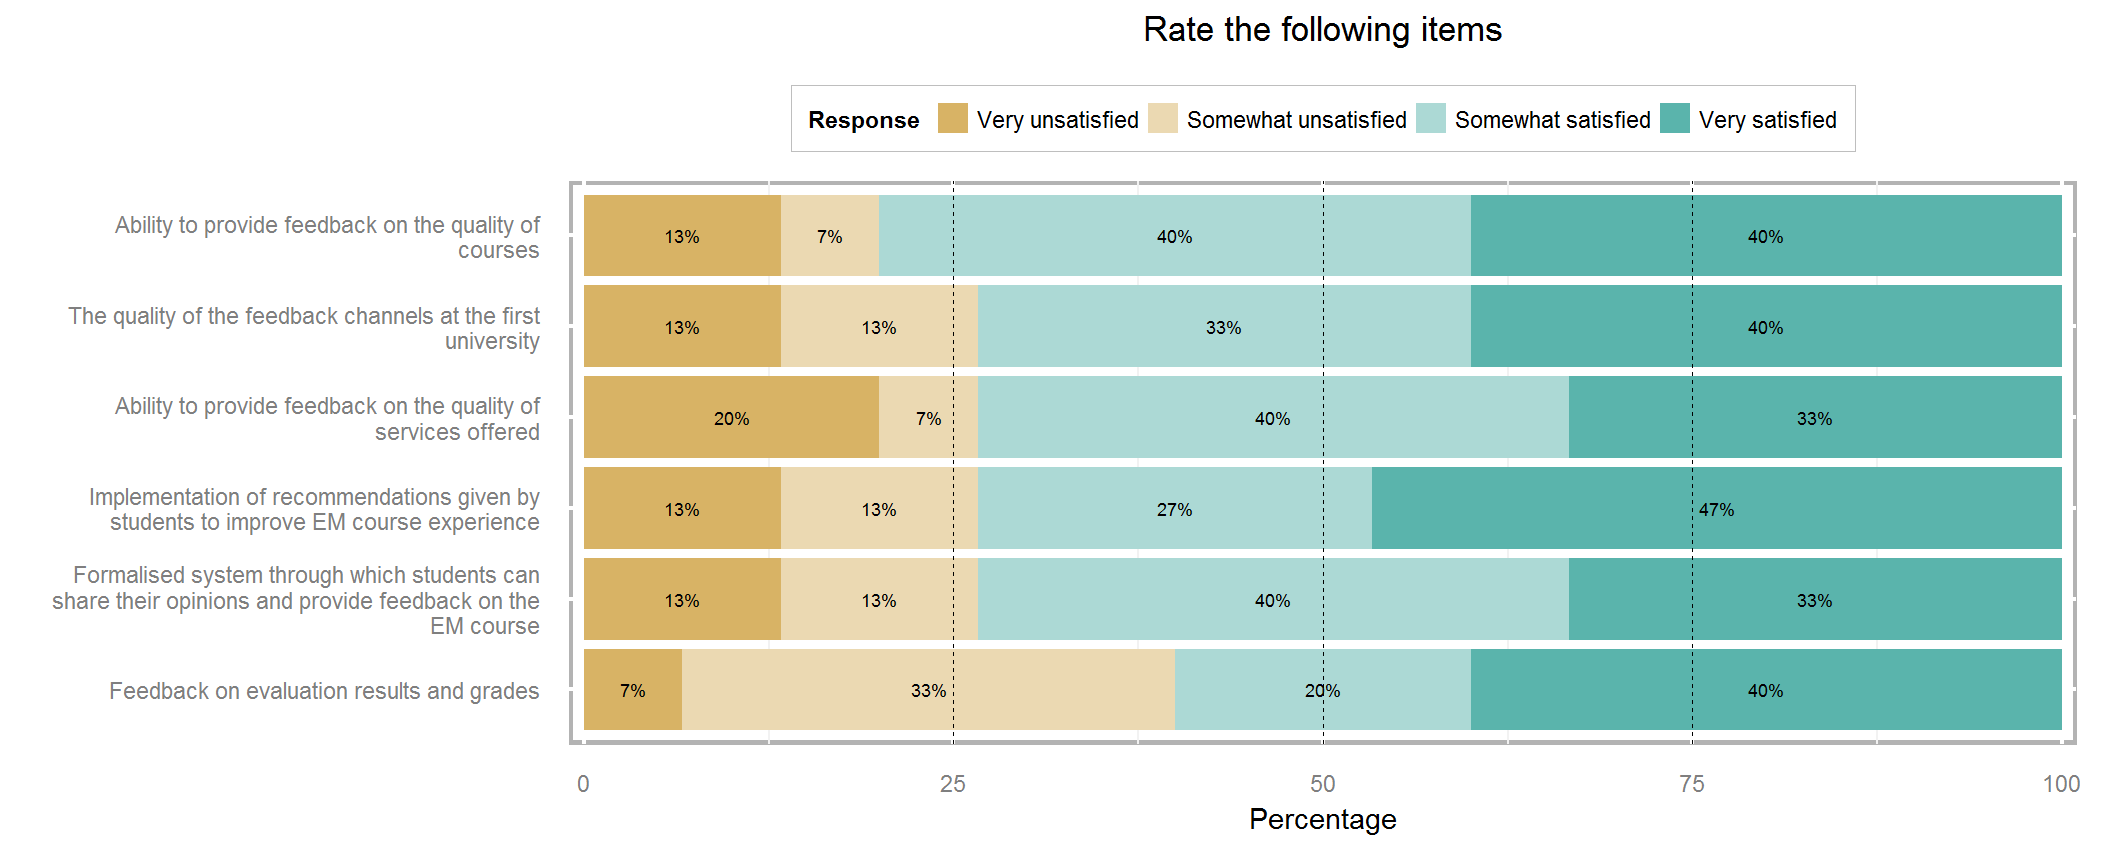 Rate the following items
Response Very unsatisfied Somewhat unsatisfied Somewhat satisfied Very satisfied
Ability to provide feedback on the quality of
courses
13% 7% 40% 40%
The quality of the feedback channels at the first
university
13% 13% 33% 40%
Ability to provide feedback on the quality of
services offered
20% 7% 40% 33%
Implementation of recommendations given by
students to improve EM course experience
13% 13% 27% 47%
Formalised system through which students can
share their opinions and provide feedback on the
EM course
13% 13% 40% 33%
Feedback on evaluation results and grades
7% 33% 20% 40%
0 25 50 75 100
Percentage